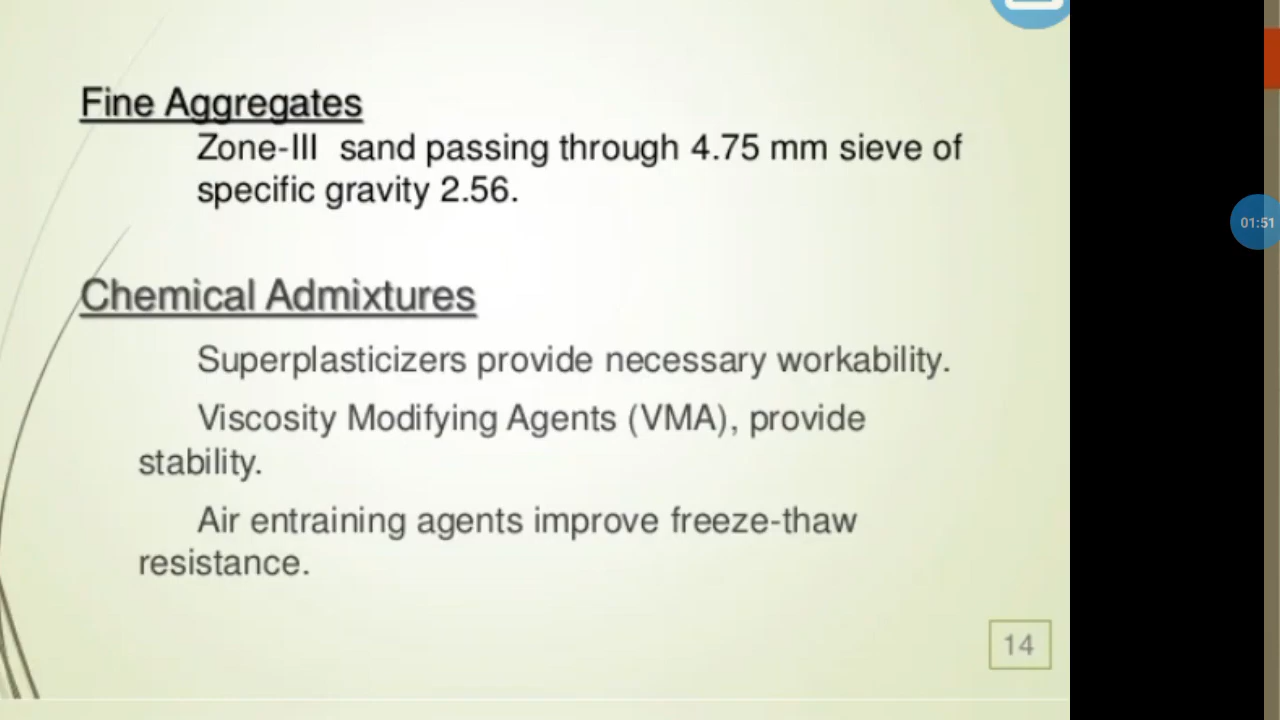 Fine Aggregates
Zone-III sand passing through 4.75 mm sieve of
specific gravity 2.56.
Chemical Admixtures
Superplasticizers provide necessary workability.
Viscosity Modifying Agents (VMA), provide
stability.
Air entraining agents improve freeze-thaw
resistance.
14
01:51